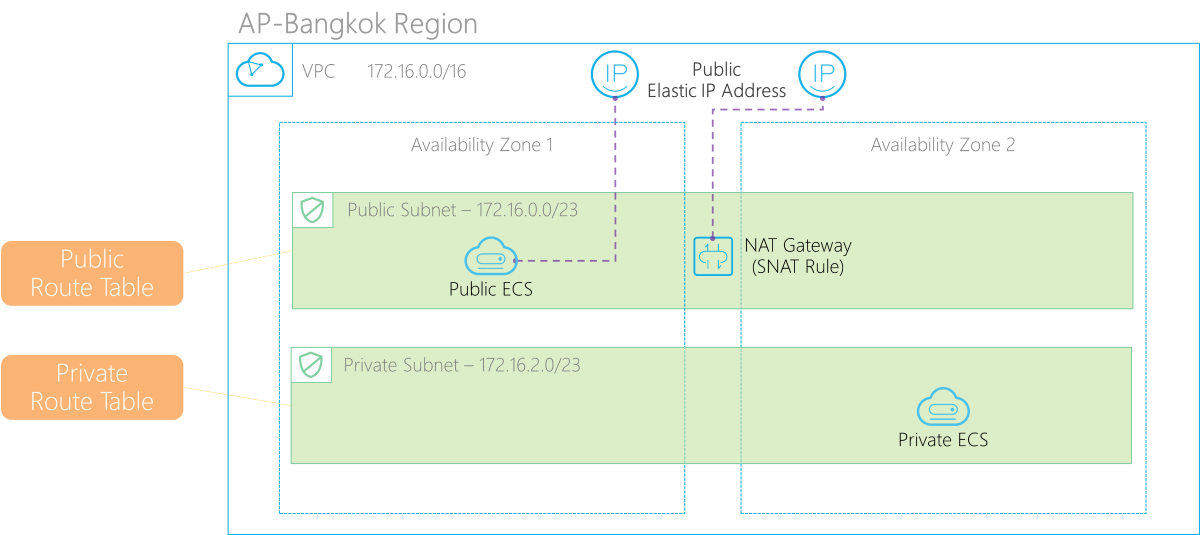 AP-Bangkok Region
VPC 172.16.0.0/16
IP
Public
Elastic IP Address
IP
Availability Zone 1
Availability Zone 2
Public Subnet – 172.16.0.0/23
Public
Route Table
Public ECS
NAT Gateway
(SNAT Rule)
Private Subnet – 172.16.2.0/23
Private
Route Table
Private ECS